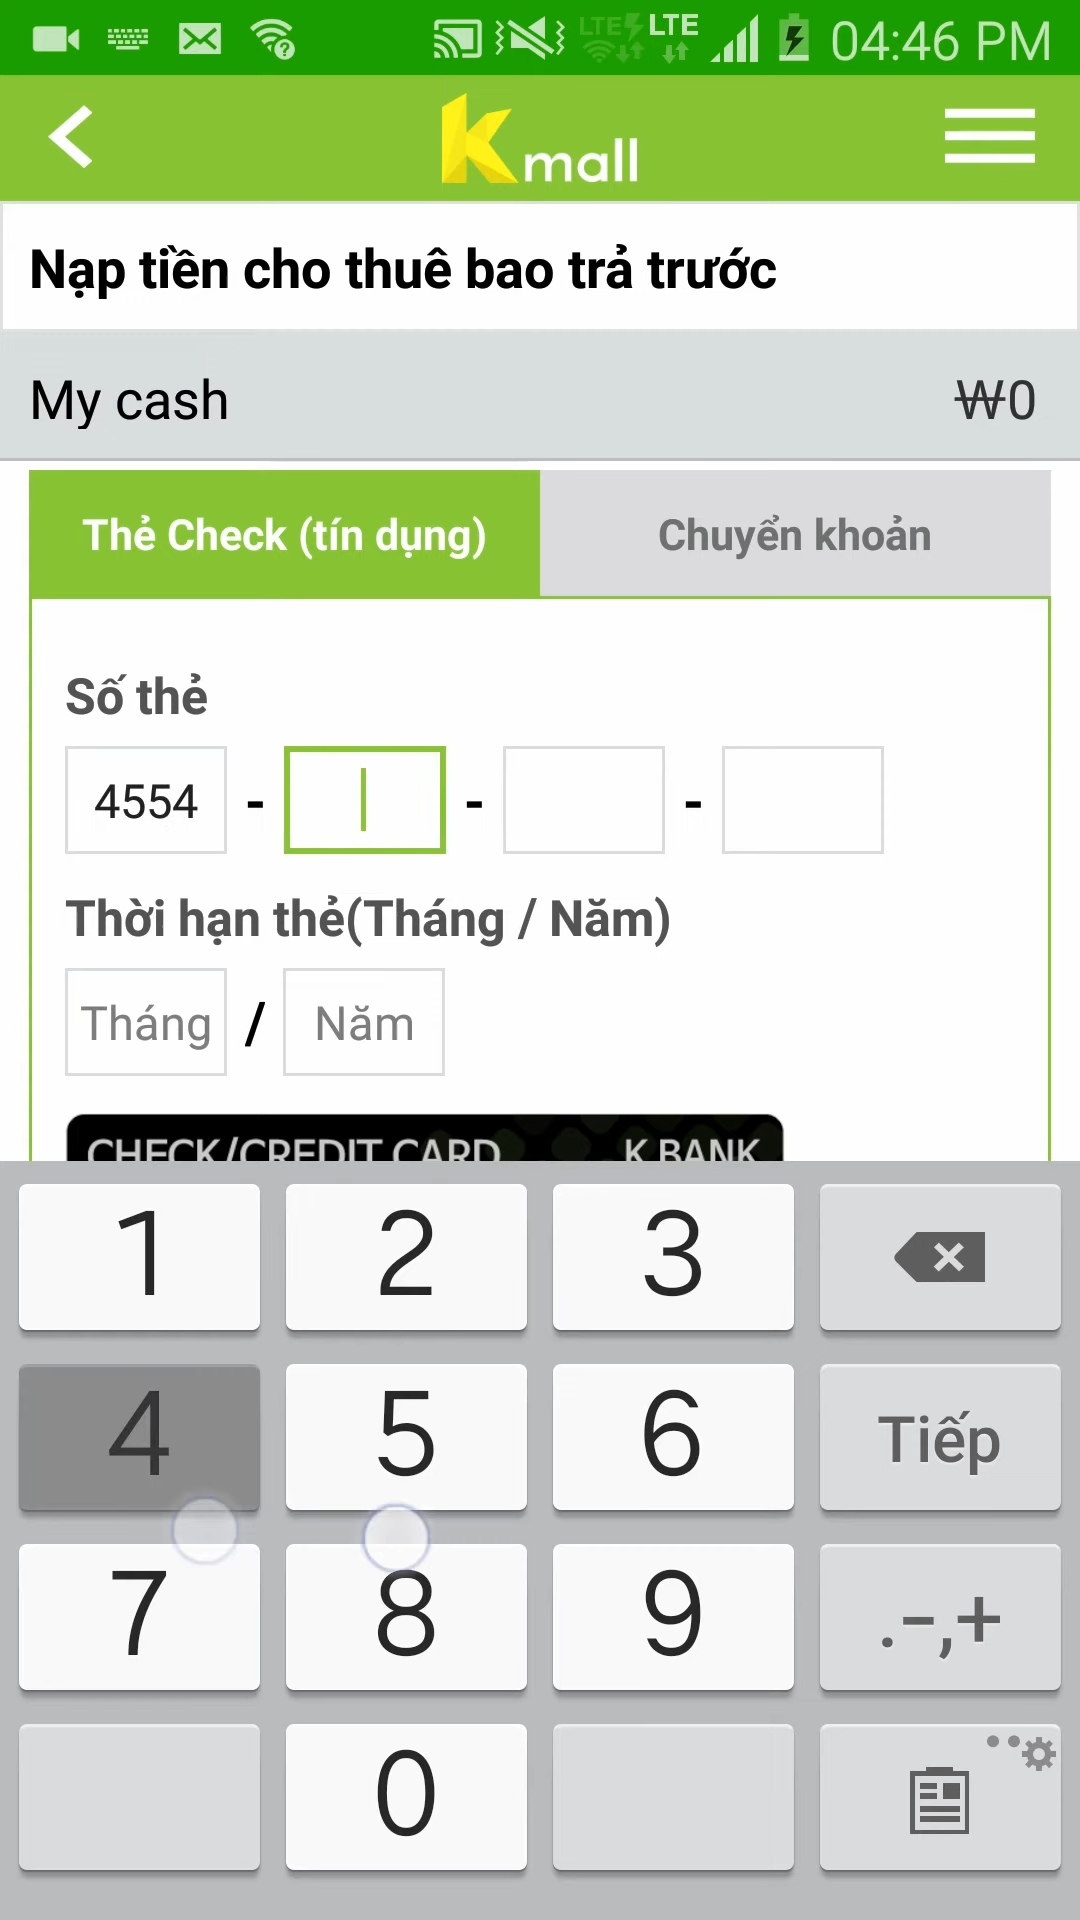 LTE LTE 04:46 PM
K mall
Nạp tiền cho thuê bao trả trước
My cash ₩0
Thẻ Check (tín dụng) Chuyển khoản
Số thẻ
4554 - - -
Thời hạn thẻ(Tháng / Năm)
Tháng / Năm
CHECK/CREDIT CARD K BANK
1 2 3
4 5 6 Tiếp
7 8 9 .-,+
0